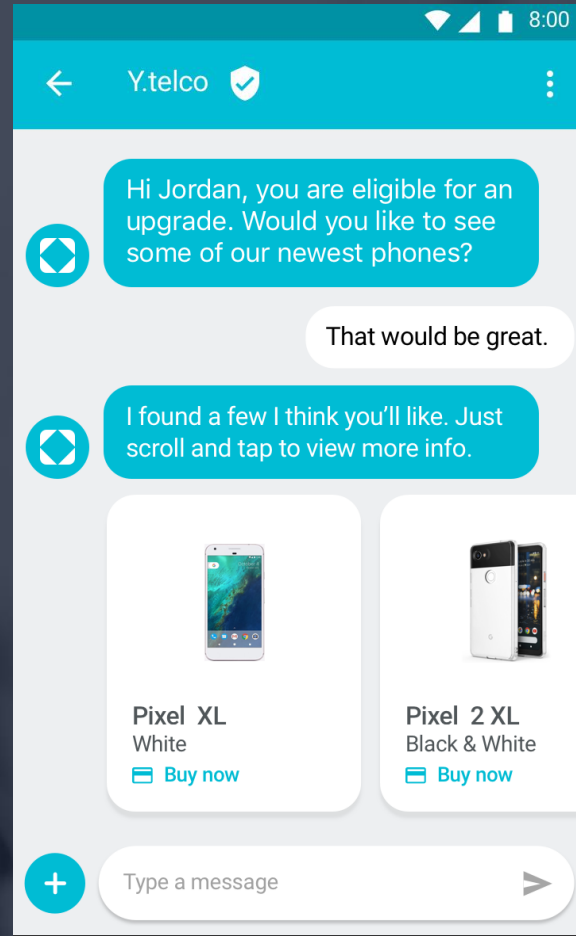 8:00
Y.telco
Hi Jordan, you are eligible for an
upgrade. Would you like to see
some of our newest phones?
That would be great.
I found a few I think you’ll like. Just
scroll and tap to view more info.
Pixel XL
White
Buy now
Pixel 2 XL
Black & White
Buy now
Type a message